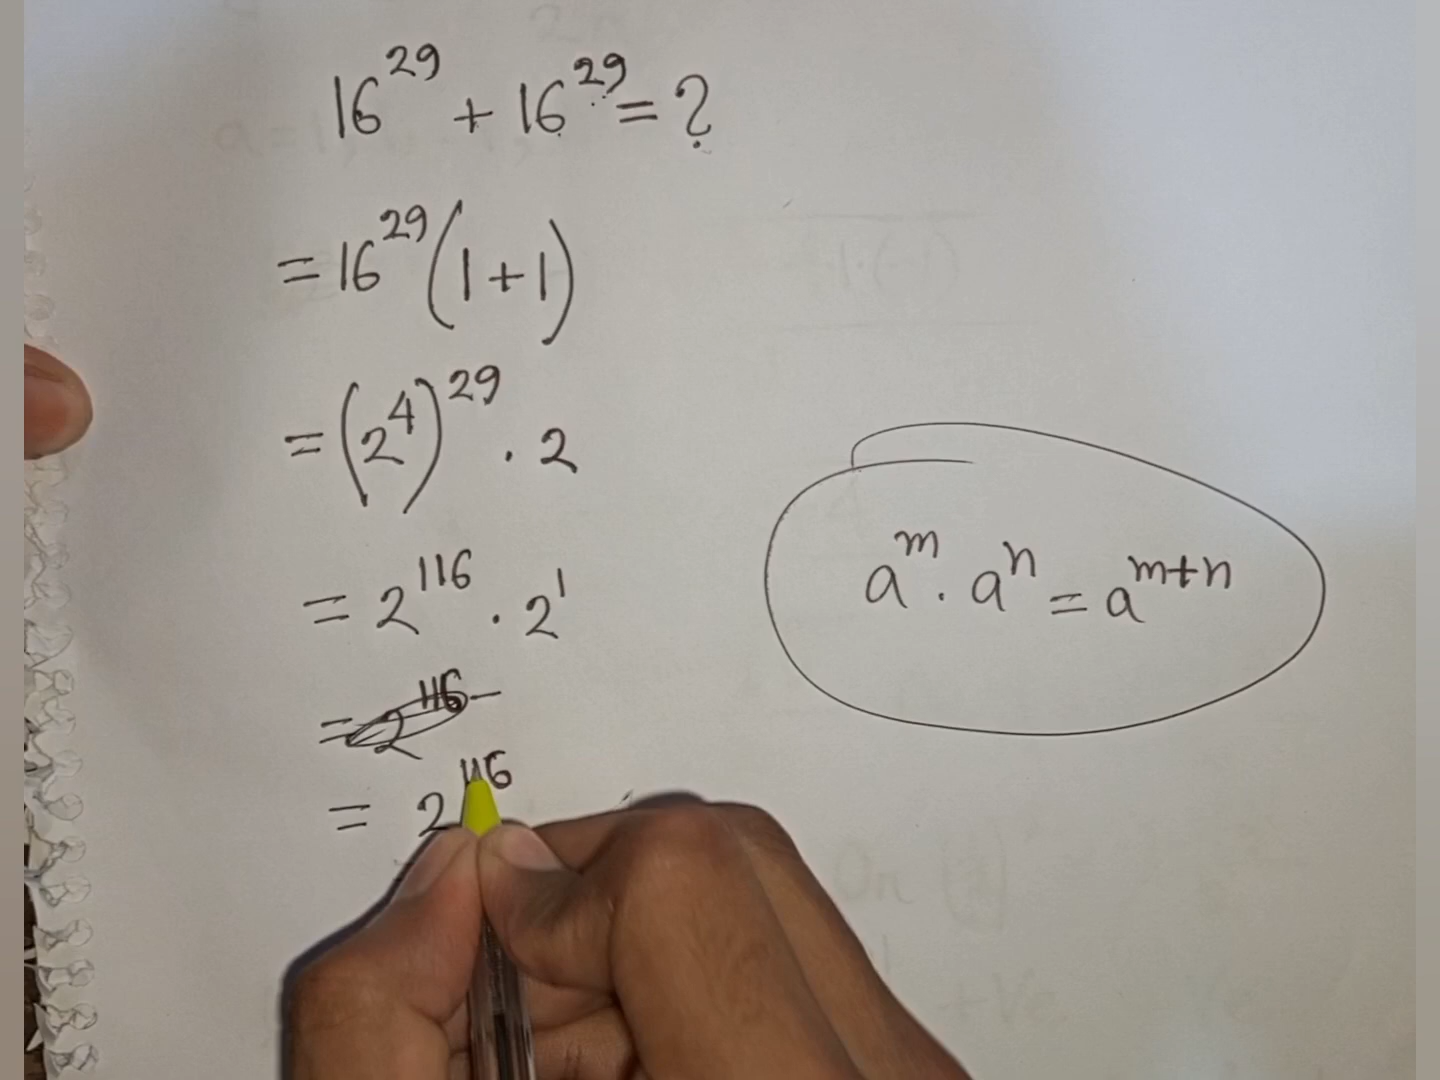 16^29 + 16^29 = ?
= 16^29 (1 + 1)
= (2^4)^29 . 2
= 2^116 . 2^1
= 2^116 -
= 2^116
a^m . a^n = a^m+n